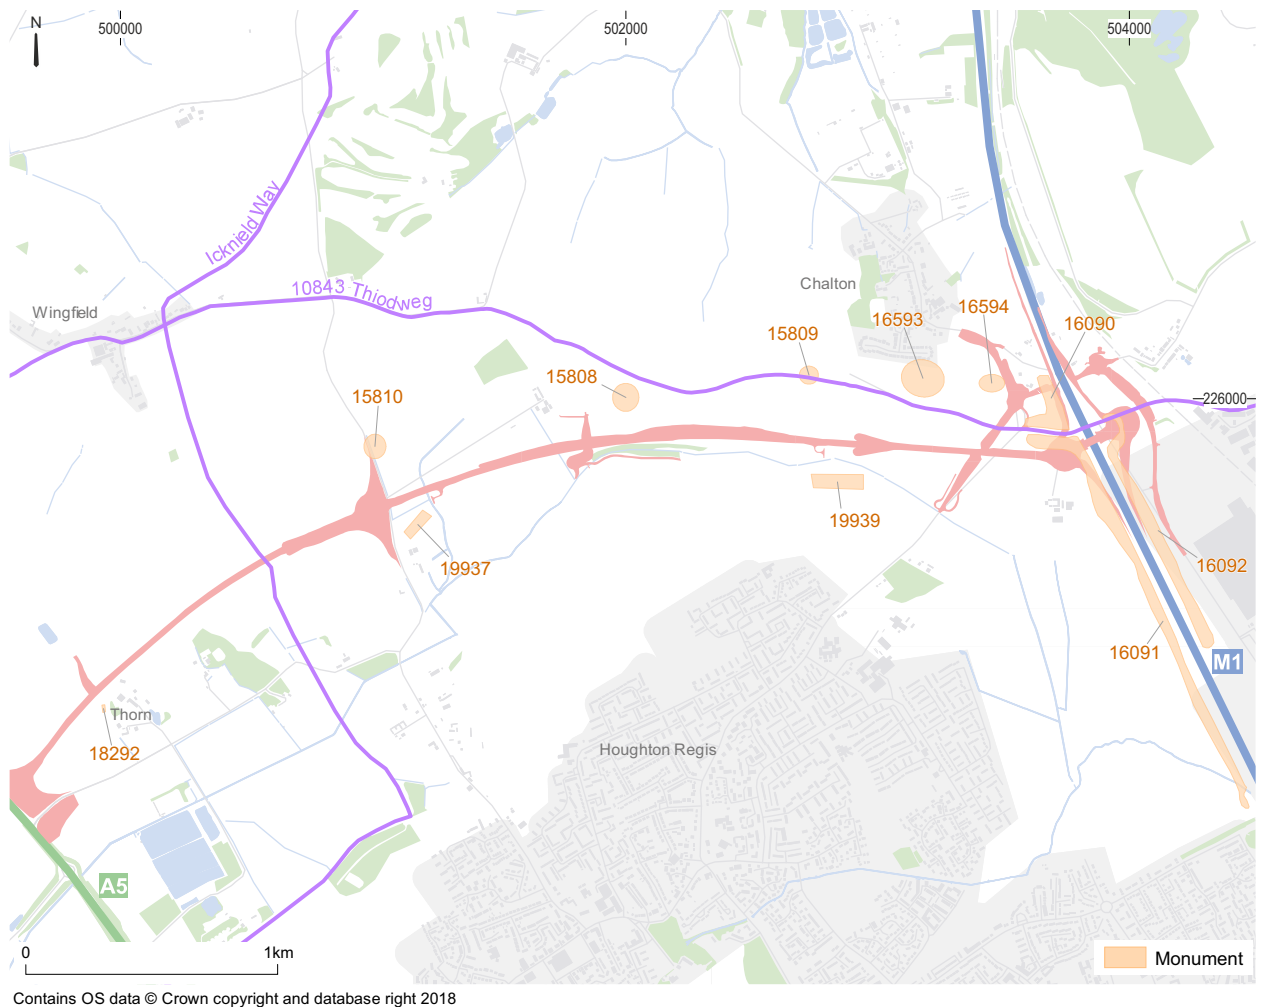 N
500000
502000
504000
Icknield Way
10843 Thiodweg
Wingfield
Chalton
16594
16593
16090
15809
15808
15810
226000
19939
19937
16092
16091
M1
Thorn
18292
Houghton Regis
A5
0 1km
Monument
Contains OS data © Crown copyright and database right 2018